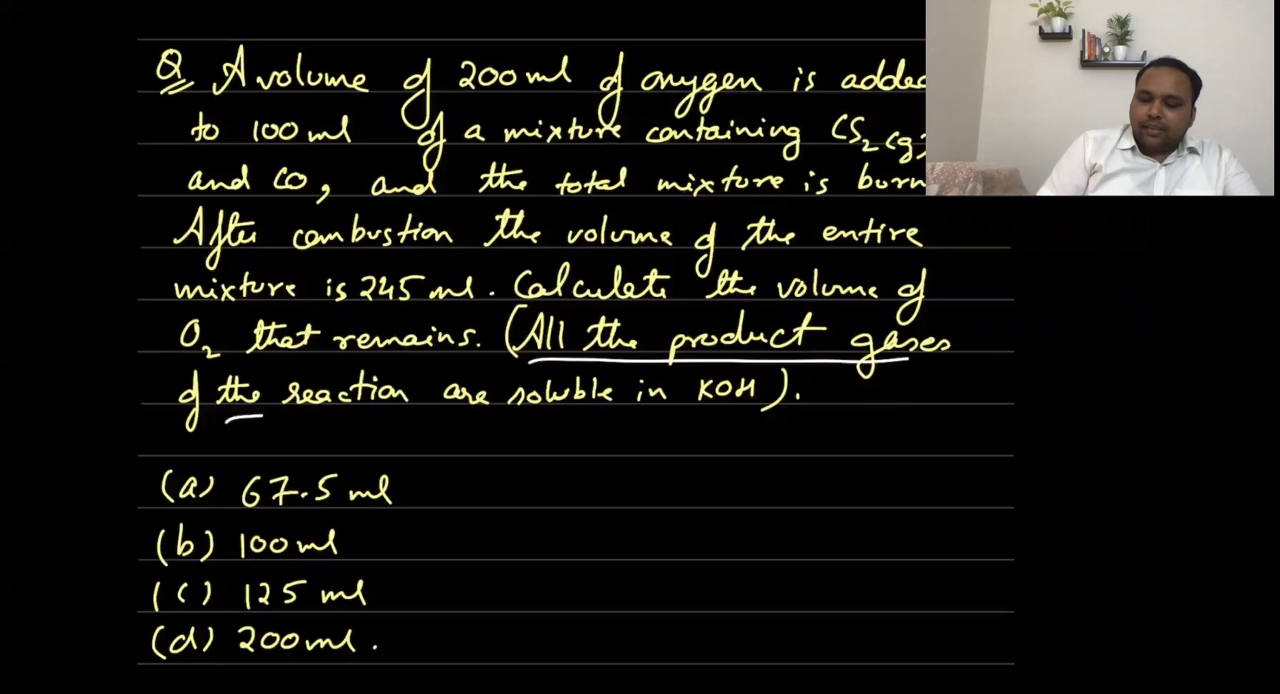 Q A volume of 200 ml of oxygen is added
to 100 ml of a mixture containing CS2(g)
and CO, and the total mixture is burn
After combustion the volume of the entire
mixture is 245 ml. Calculate the volume of
O2 that remains. (All the product gases
of the reaction are soluble in KOH).
(a) 67.5 ml
(b) 100 ml
(c) 125 ml
(d) 200 ml.